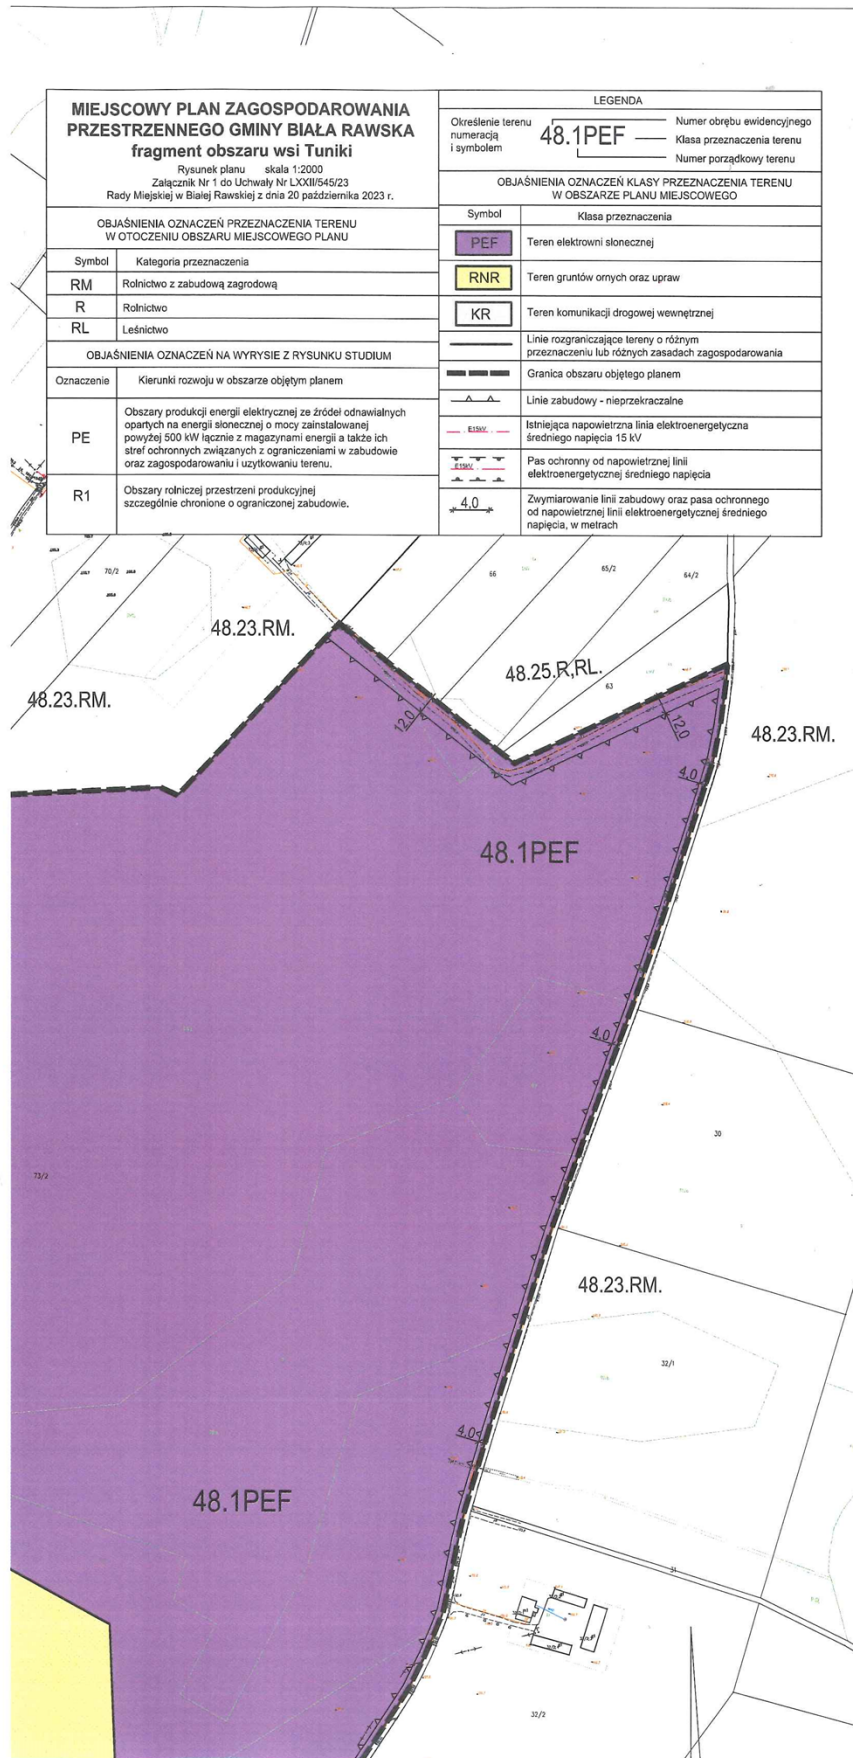 MIEJSCOWY PLAN ZAGOSPODAROWANIA
PRZESTRZENNEGO GMINY BIAŁA RAWSKA
fragment obszaru wsi Tuniki
Rysunek planu skala 1:2000
Załącznik Nr 1 do Uchwały Nr LXXII/545/23
Rady Miejskiej w Białej Rawskiej z dnia 20 października 2023 r.
OBJAŚNIENIA OZNACZEŃ PRZEZNACZENIA TERENU
W OTOCZENIU OBSZARU MIEJSCOWEGO PLANU
Symbol Kategoria przeznaczenia
RM Rolnictwo z zabudową zagrodową
R Rolnictwo
RL Leśnictwo
OBJAŚNIENIA OZNACZEŃ NA WYRYSIE Z RYSUNKU STUDIUM
Oznaczenie Kierunki rozwoju w obszarze objętym planem
PE
Obszary produkcji energii elektrycznej ze źródeł odnawialnych
opartych na energii słonecznej o mocy zainstalowanej
powyżej 500 kW łącznie z magazynami energii a także ich
stref ochronnych związanych z ograniczeniami w zabudowie
oraz zagospodarowaniu i uzytkowaniu terenu.
R1
Obszary rolniczej przestrzeni produkcyjnej
szczególnie chronione o ograniczonej zabudowie.
LEGENDA
Określenie terenu
numeracją
i symbolem
48.1PEF
Numer obrębu ewidencyjnego
Klasa przeznaczenia terenu
Numer porządkowy terenu
OBJAŚNIENIA OZNACZEŃ KLASY PRZEZNACZENIA TERENU
W OBSZARZE PLANU MIEJSCOWEGO
Symbol Klasa przeznaczenia
PEF Teren elektrowni słonecznej
RNR Teren gruntów ornych oraz upraw
KR Teren komunikacji drogowej wewnętrznej
Linie rozgraniczające tereny o różnym
przeznaczeniu lub różnych zasadach zagospodarowania
Granica obszaru objętego planem
Linie zabudowy - nieprzekraczalne
E15kV Istniejąca napowietrzna linia elektroenergetyczna
średniego napięcia 15 kV
E15kV Pas ochronny od napowietrznej linii
elektroenergetycznej średniego napięcia
4.0 Zwymiarowanie linii zabudowy oraz pasa ochronnego
od napowietrznej linii elektroenergetycznej średniego
napięcia, w metrach
70/2
66
65/2
64/2
48.23.RM.
48.25.R,RL.
63
48.23.RM.
12.0
12.0
48.23.RM.
4.0
48.1PEF
4.0
30
73/2
48.23.RM.
32/1
4.0
48.1PEF
31
32/2